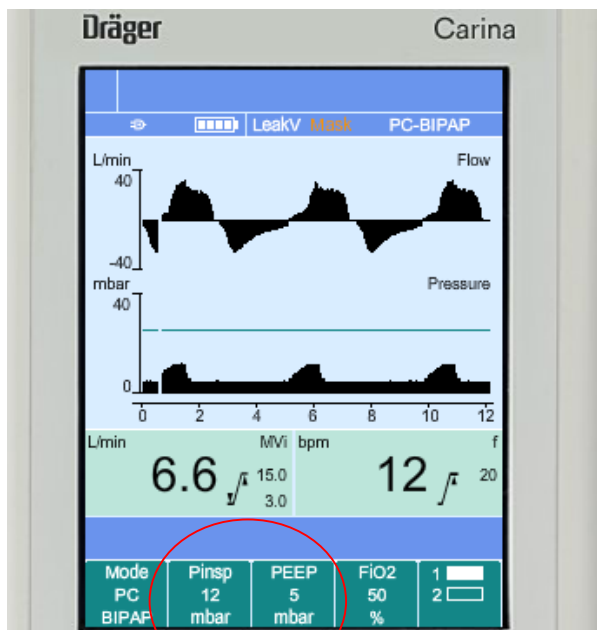 Dräger Carina
LeakV Mask PC-BIPAP
L/min Flow
40
-40
mbar Pressure
40
0
0 2 4 6 8 10 12
L/min MVi bpm f
6.6 15.0 12 20
3.0
Mode Pinsp PEEP FiO2 1
PC 12 5 50 2
BIPAP mbar mbar %